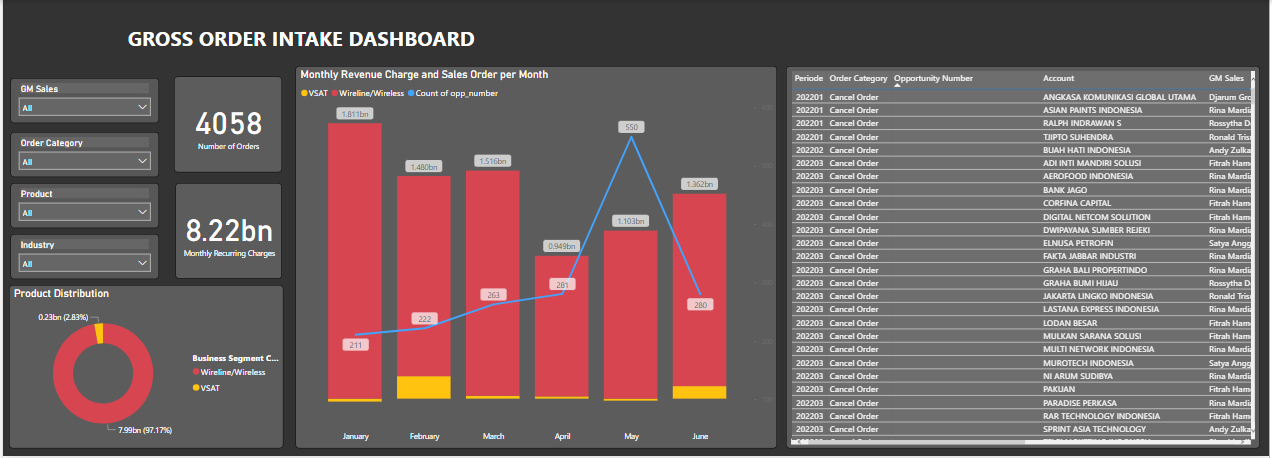 GROSS ORDER INTAKE DASHBOARD
GM Sales
All
Order Category
All
Product
All
Industry
All
4058
Number of Orders
8.22bn
Monthly Recurring Charges
Product Distribution
0.23bn (2.83%)
7.99bn (97.17%)
Business Segment C...
Wireline/Wireless
VSAT
Monthly Revenue Charge and Sales Order per Month
VSAT Wireline/Wireless Count of opp_number
1.811bn
1.480bn
1.516bn
0.949bn
1.103bn
1.362bn
211
222
263
281
550
280
January February March April May June
Periode Order Category Opportunity Number Account GM Sales
202201 Cancel Order ANGKASA KOMUNIKASI GLOBAL UTAMA Djarum Gro
202201 Cancel Order ASIAN PAINTS INDONESIA Rina Mardia
202201 Cancel Order RALPH INDRAWAN S Rossytha D
202201 Cancel Order TJIPTO SUHENDRA Ronald Tris
202202 Cancel Order BUAH HATI INDONESIA Andy Zulka
202203 Cancel Order ADI INTI MANDIRI SOLUSI Fitrah Ham
202203 Cancel Order AEROFOOD INDONESIA Rina Mardia
202203 Cancel Order BANK JAGO Rina Mardia
202203 Cancel Order CORFINA CAPITAL Fitrah Ham
202203 Cancel Order DIGITAL NETCOM SOLUTION Fitrah Ham
202203 Cancel Order DWIPAYANA SUMBER REJEKI Rina Mardia
202203 Cancel Order ELNUSA PETROFIN Satya Angg
202203 Cancel Order FAKTA JABBAR INDUSTRI Rina Mardia
202203 Cancel Order GRAHA BALI PROPERTINDO Rina Mardia
202203 Cancel Order GRAHA BUMI HIJAU Rossytha D
202203 Cancel Order JAKARTA LINGKO INDONESIA Ronald Tris
202203 Cancel Order LASTANA EXPRESS INDONESIA Rina Mardia
202203 Cancel Order LODAN BESAR Fitrah Ham
202203 Cancel Order MULKAN SARANA SOLUSI Fitrah Ham
202203 Cancel Order MULTI NETWORK INDONESIA Rina Mardia
202203 Cancel Order MUROTECH INDONESIA Satya Angg
202203 Cancel Order NI ARUM SUDIBYA Rina Mardia
202203 Cancel Order PAKUAN Fitrah Ham
202203 Cancel Order PARADISE PERKASA Rina Mardia
202203 Cancel Order RAR TECHNOLOGY INDONESIA Fitrah Ham
202203 Cancel Order SPRINT ASIA TECHNOLOGY Andy Zulka